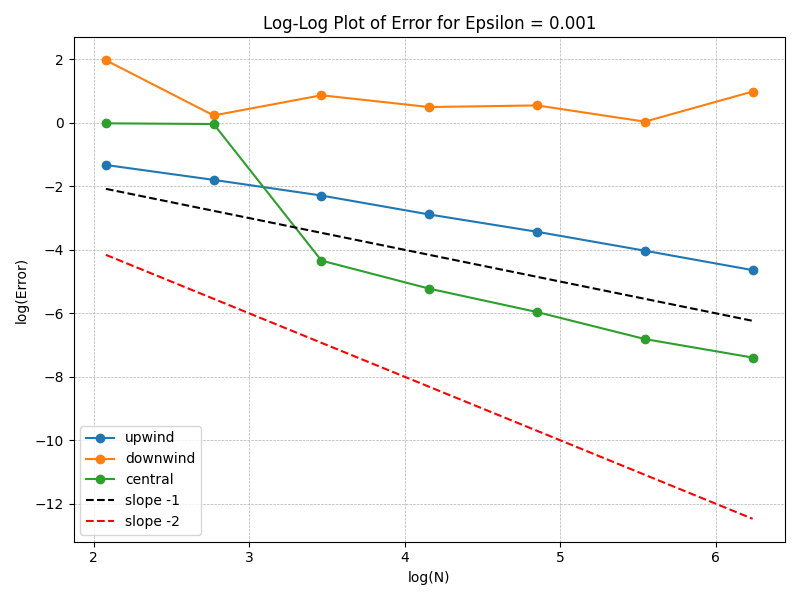 Log-Log Plot of Error for Epsilon = 0.001
2
0
−2
−4
−6
−8
−10
−12
log(Error)
upwind
downwind
central
slope -1
slope -2
2 3 4 5 6
log(N)